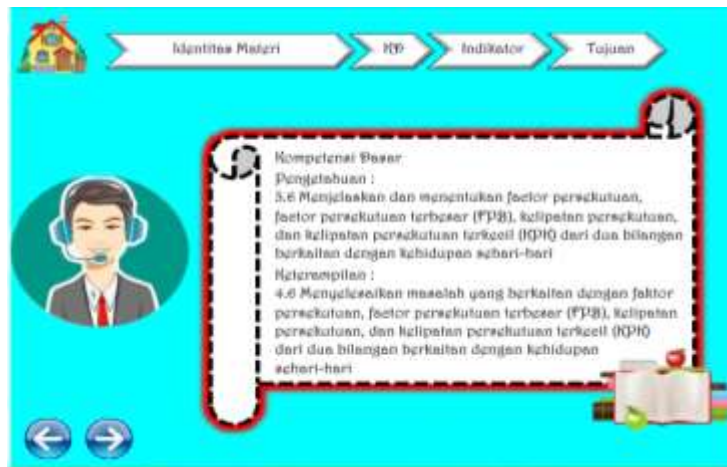 Identitas Materi
KD
Indikator
Tujuan
Kompetensi Dasar
Pengetahuan :
3.6 Menjelaskan dan menentukan factor persekutuan,
factor persekutuan terbesar (FPB), kelipatan persekutuan,
dan kelipatan persekutuan terkecil (KPK) dari dua bilangan
berkaitan dengan kehidupan sehari-hari
Keterampilan :
4.6 Menyelesaikan masalah yang berkaitan dengan faktor
persekutuan, factor persekutuan terbesar (FPB), kelipatan
persekutuan, dan kelipatan persekutuan terkecil (KPK)
dari dua bilangan berkaitan dengan kehidupan
sehari-hari